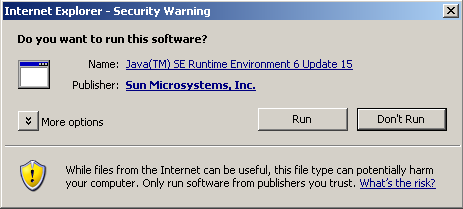 Internet Explorer - Security Warning
Do you want to run this software?
Name: Java(TM) SE Runtime Environment 6 Update 15
Publisher: Sun Microsystems, Inc.
More options
Run
Don't Run
While files from the Internet can be useful, this file type can potentially harm
your computer. Only run software from publishers you trust. What's the risk?